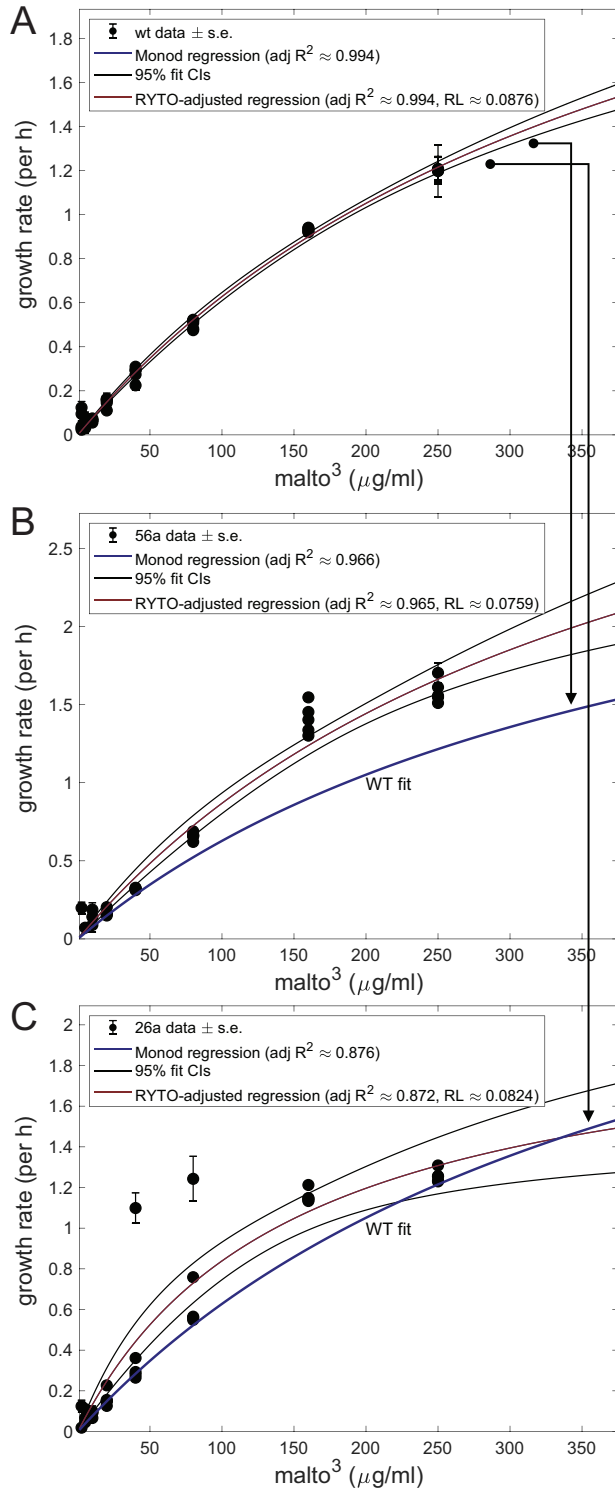 A
wt data ± s.e.
Monod regression (adj R² ≈ 0.994)
95% fit CIs
RYTO-adjusted regression (adj R² ≈ 0.994, RL ≈ 0.0876)
1.8
1.6
1.4
1.2
1
0.8
0.6
0.4
0.2
0
growth rate (per h)
50 100 150 200 250 300 350
malto³ (μg/ml)
B
56a data ± s.e.
Monod regression (adj R² ≈ 0.966)
95% fit CIs
RYTO-adjusted regression (adj R² ≈ 0.965, RL ≈ 0.0759)
2.5
2
1.5
1
0.5
0
growth rate (per h)
WT fit
50 100 150 200 250 300 350
malto³ (μg/ml)
C
26a data ± s.e.
Monod regression (adj R² ≈ 0.876)
95% fit CIs
RYTO-adjusted regression (adj R² ≈ 0.872, RL ≈ 0.0824)
2
1.8
1.6
1.4
1.2
1
0.8
0.6
0.4
0.2
0
growth rate (per h)
WT fit
50 100 150 200 250 300 350
malto³ (μg/ml)